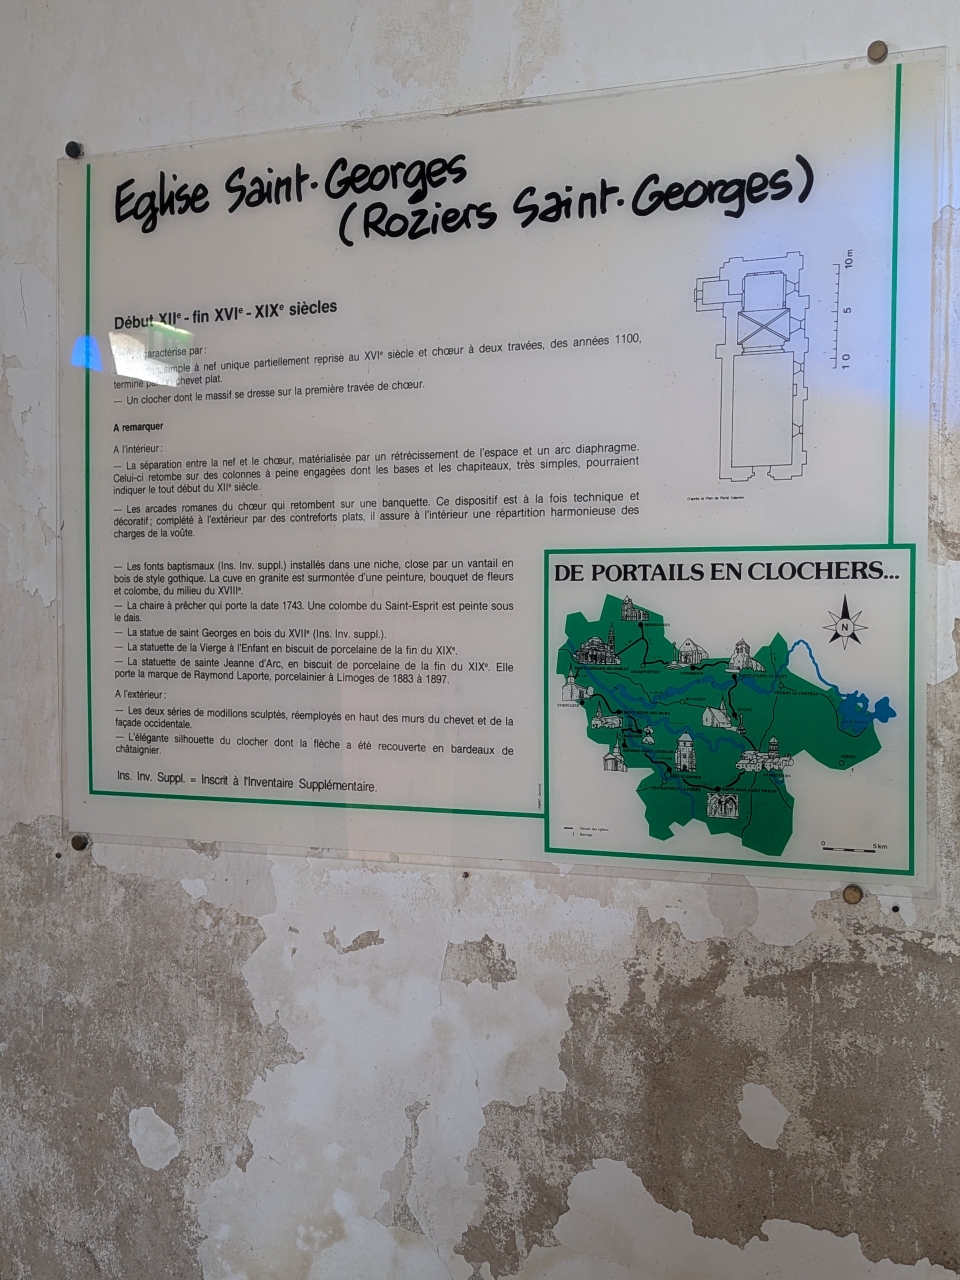 Eglise Saint-Georges
(Roziers Saint-Georges)
Début XIIe - fin XVIe - XIXe siècles
caractérise par :
simple à nef unique partiellement reprise au XVIe siècle et chœur à deux travées, des années 1100,
terminé chevet plat.
— Un clocher dont le massif se dresse sur la première travée de chœur.
A remarquer
A l'intérieur :
— La séparation entre la nef et le chœur, matérialisée par un rétrécissement de l'espace et un arc diaphragme.
Celui-ci retombe sur des colonnes à peine engagées dont les bases et les chapiteaux, très simples, pourraient
indiquer le tout début du XIIe siècle.
— Les arcades romanes du chœur qui retombent sur une banquette. Ce dispositif est à la fois technique et
décoratif ; complété à l'extérieur par des contreforts plats, il assure à l'intérieur une répartition harmonieuse des
charges de la voûte.
— Les fonts baptismaux (Ins. Inv. suppl.) installés dans une niche, close par un vantail en
bois de style gothique. La cuve en granite est surmontée d'une peinture, bouquet de fleurs
et colombe, du milieu du XVIIIe.
— La chaire à prêcher qui porte la date 1743. Une colombe du Saint-Esprit est peinte sous
le dais.
— La statue de saint Georges en bois du XVIIe (Ins. Inv. suppl.).
— La statuette de la Vierge à l'Enfant en biscuit de porcelaine de la fin du XIXe.
— La statuette de sainte Jeanne d'Arc, en biscuit de porcelaine de la fin du XIXe. Elle
porte la marque de Raymond Laporte, porcelainier à Limoges de 1883 à 1897.
A l'extérieur :
— Les deux séries de modillons sculptés, réemployés en haut des murs du chevet et de la
façade occidentale.
— L'élégante silhouette du clocher dont la flèche a été recouverte en bardeaux de
châtaignier.
Ins. Inv. Suppl. = Inscrit à l'Inventaire Supplémentaire.
10 m
5
1 0
DE PORTAILS EN CLOCHERS...
N
0 5 km